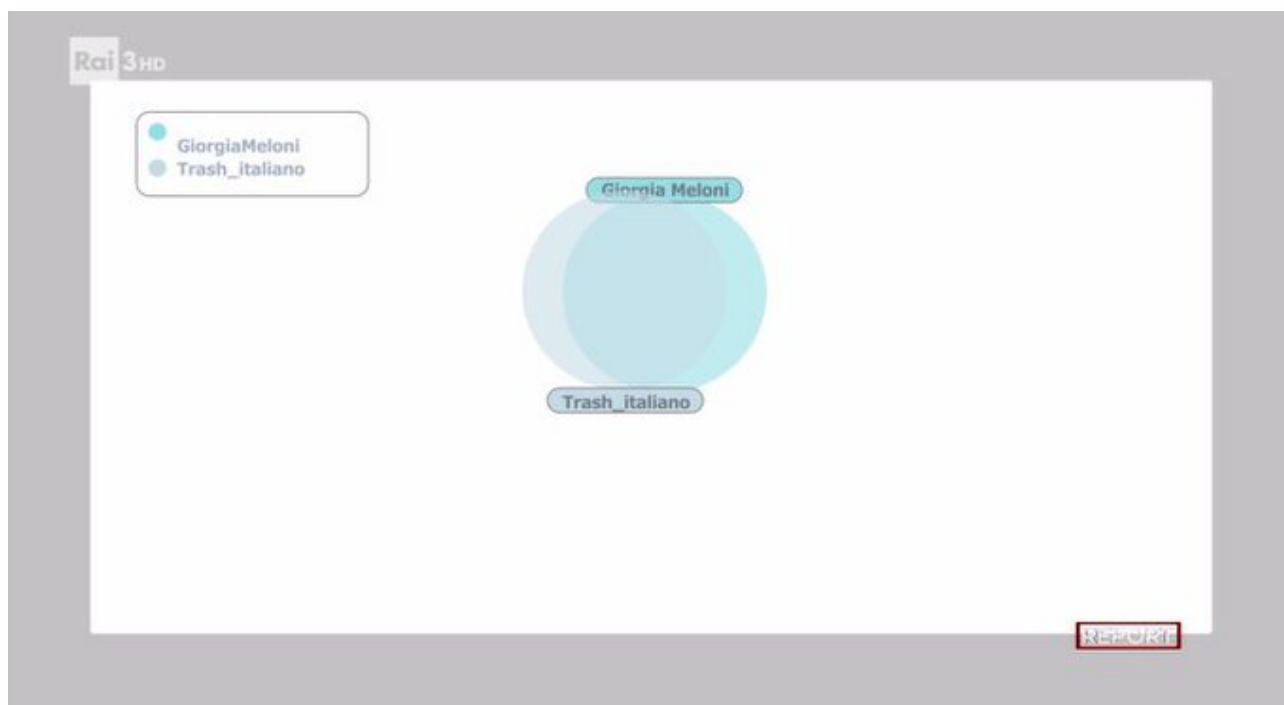 Rai 3HD
GiorgiaMeloni
Trash_italiano
Giorgia Meloni
Trash_italiano
REPORT